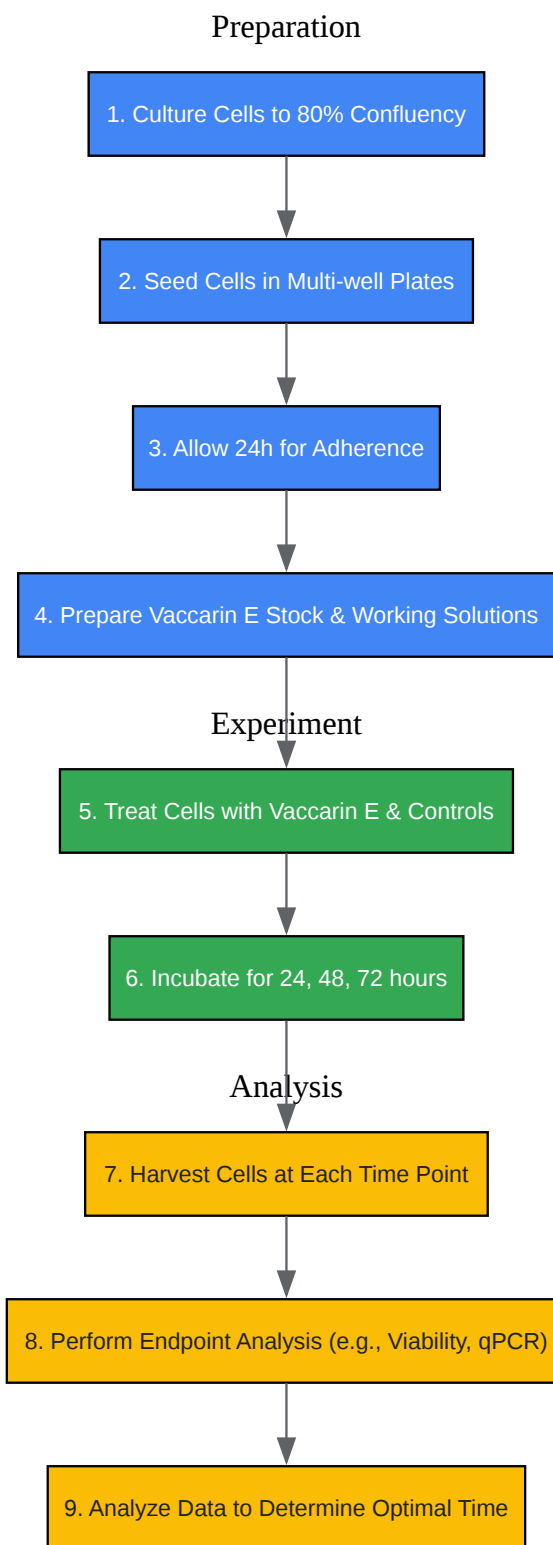 Preparation
1. Culture Cells to 80% Confluency
2. Seed Cells in Multi-well Plates
3. Allow 24h for Adherence
4. Prepare Vaccarin E Stock & Working Solutions
Experiment
5. Treat Cells with Vaccarin E & Controls
6. Incubate for 24, 48, 72 hours
Analysis
7. Harvest Cells at Each Time Point
8. Perform Endpoint Analysis (e.g., Viability, qPCR)
9. Analyze Data to Determine Optimal Time